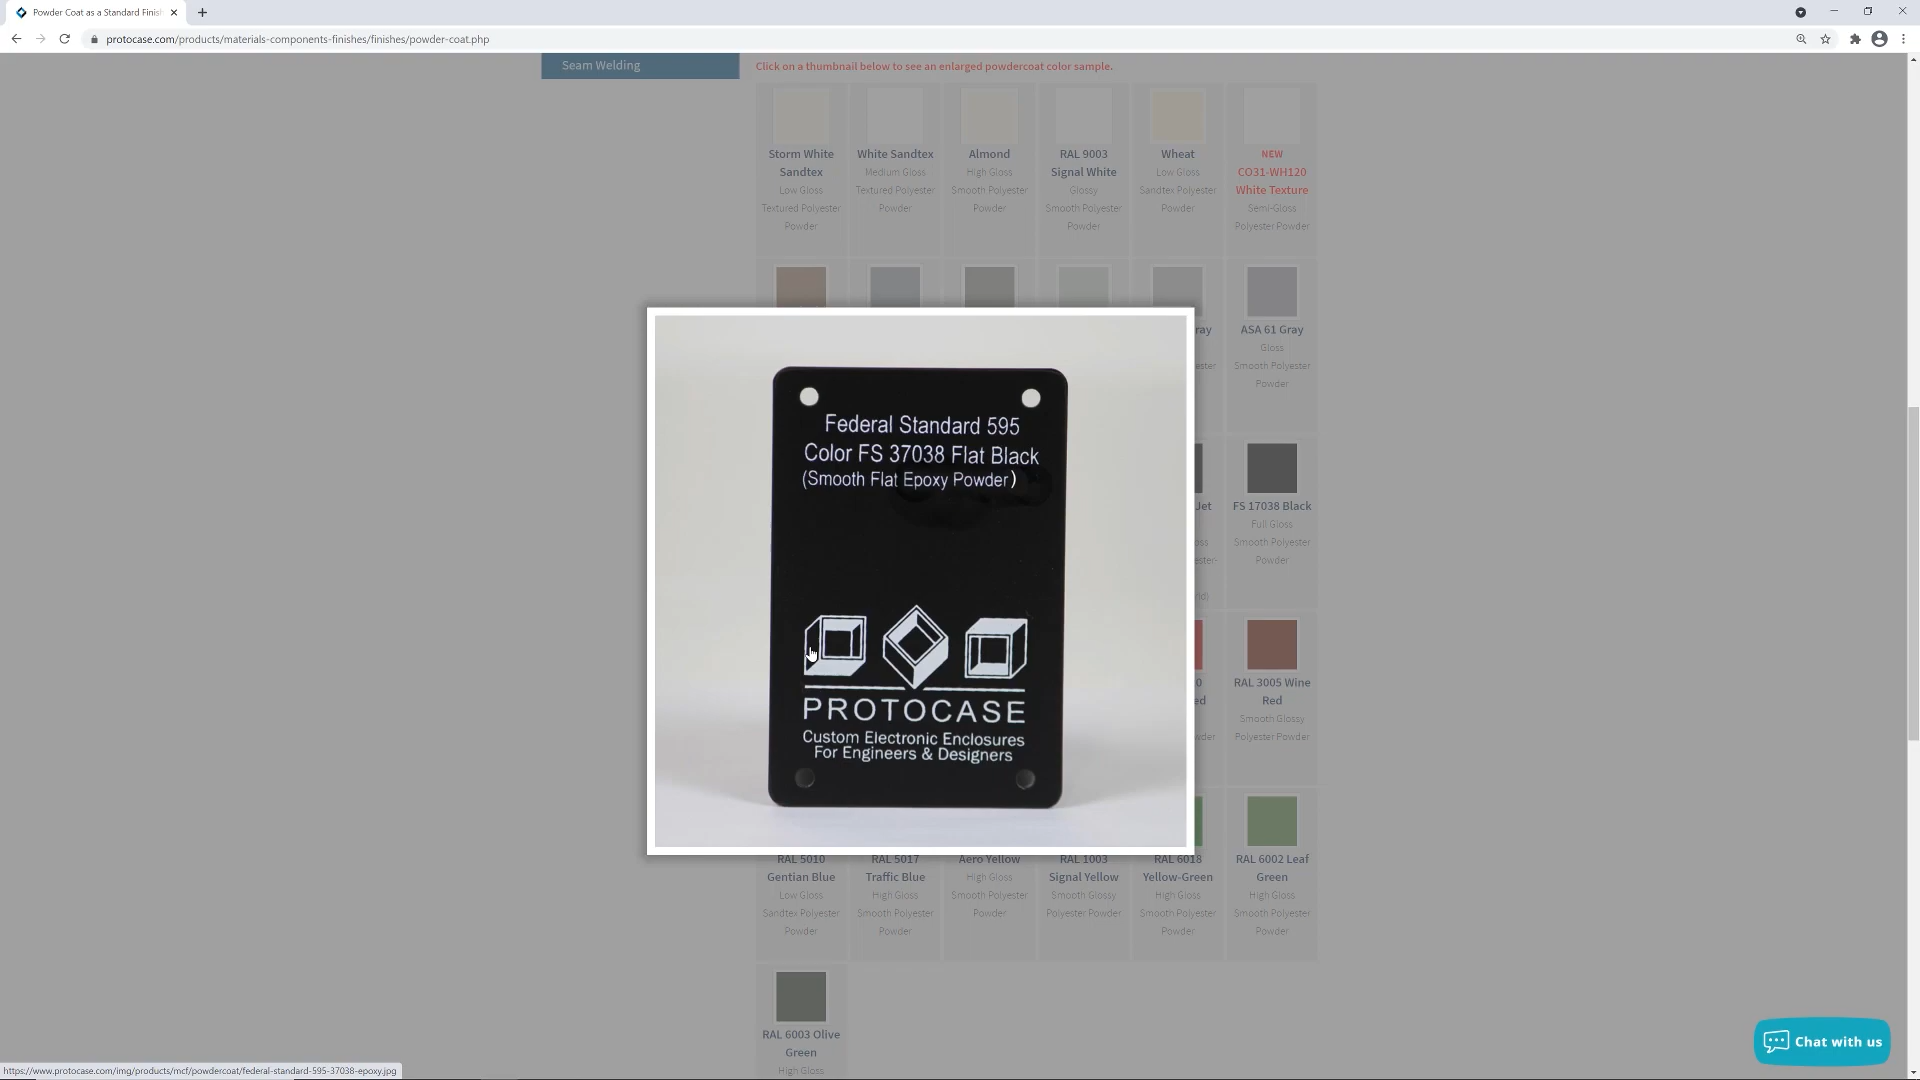 Powder Coat as a Standard Finish
protocase.com/products/materials-components-finishes/finishes/powder-coat.php
Seam Welding
Click on a thumbnail below to see an enlarged powdercoat color sample.
Storm White
Sandtex
Low Gloss
Textured Polyester
Powder
White Sandtex
Medium Gloss
Textured Polyester
Powder
Almond
High Gloss
Smooth Polyester
Powder
RAL 9003
Signal White
Glossy
Smooth Polyester
Powder
Wheat
Low Gloss
Sandtex Polyester
Powder
NEW
CO31-WH120
White Texture
Semi-Gloss
Polyester Powder
ASA 61 Gray
Gloss
Smooth Polyester
Powder
Federal Standard 595
Color FS 37038 Flat Black
(Smooth Flat Epoxy Powder)
PROTOCASE
Custom Electronic Enclosures
For Engineers & Designers
FS 17038 Black
Full Gloss
Smooth Polyester
Powder
RAL 3005 Wine
Red
Smooth Glossy
Polyester Powder
RAL 5010
Gentian Blue
Low Gloss
Sandtex Polyester
Powder
RAL 5017
Traffic Blue
High Gloss
Smooth Polyester
Powder
Aero Yellow
High Gloss
Smooth Polyester
Powder
RAL 1003
Signal Yellow
Smooth Glossy
Polyester Powder
RAL 6018
Yellow-Green
High Gloss
Smooth Polyester
Powder
RAL 6002 Leaf
Green
High Gloss
Smooth Polyester
Powder
RAL 6003 Olive
Green
High Gloss
Chat with us
https://www.protocase.com/img/products/mcf/powdercoat/federal-standard-595-37038-epoxy.jpg